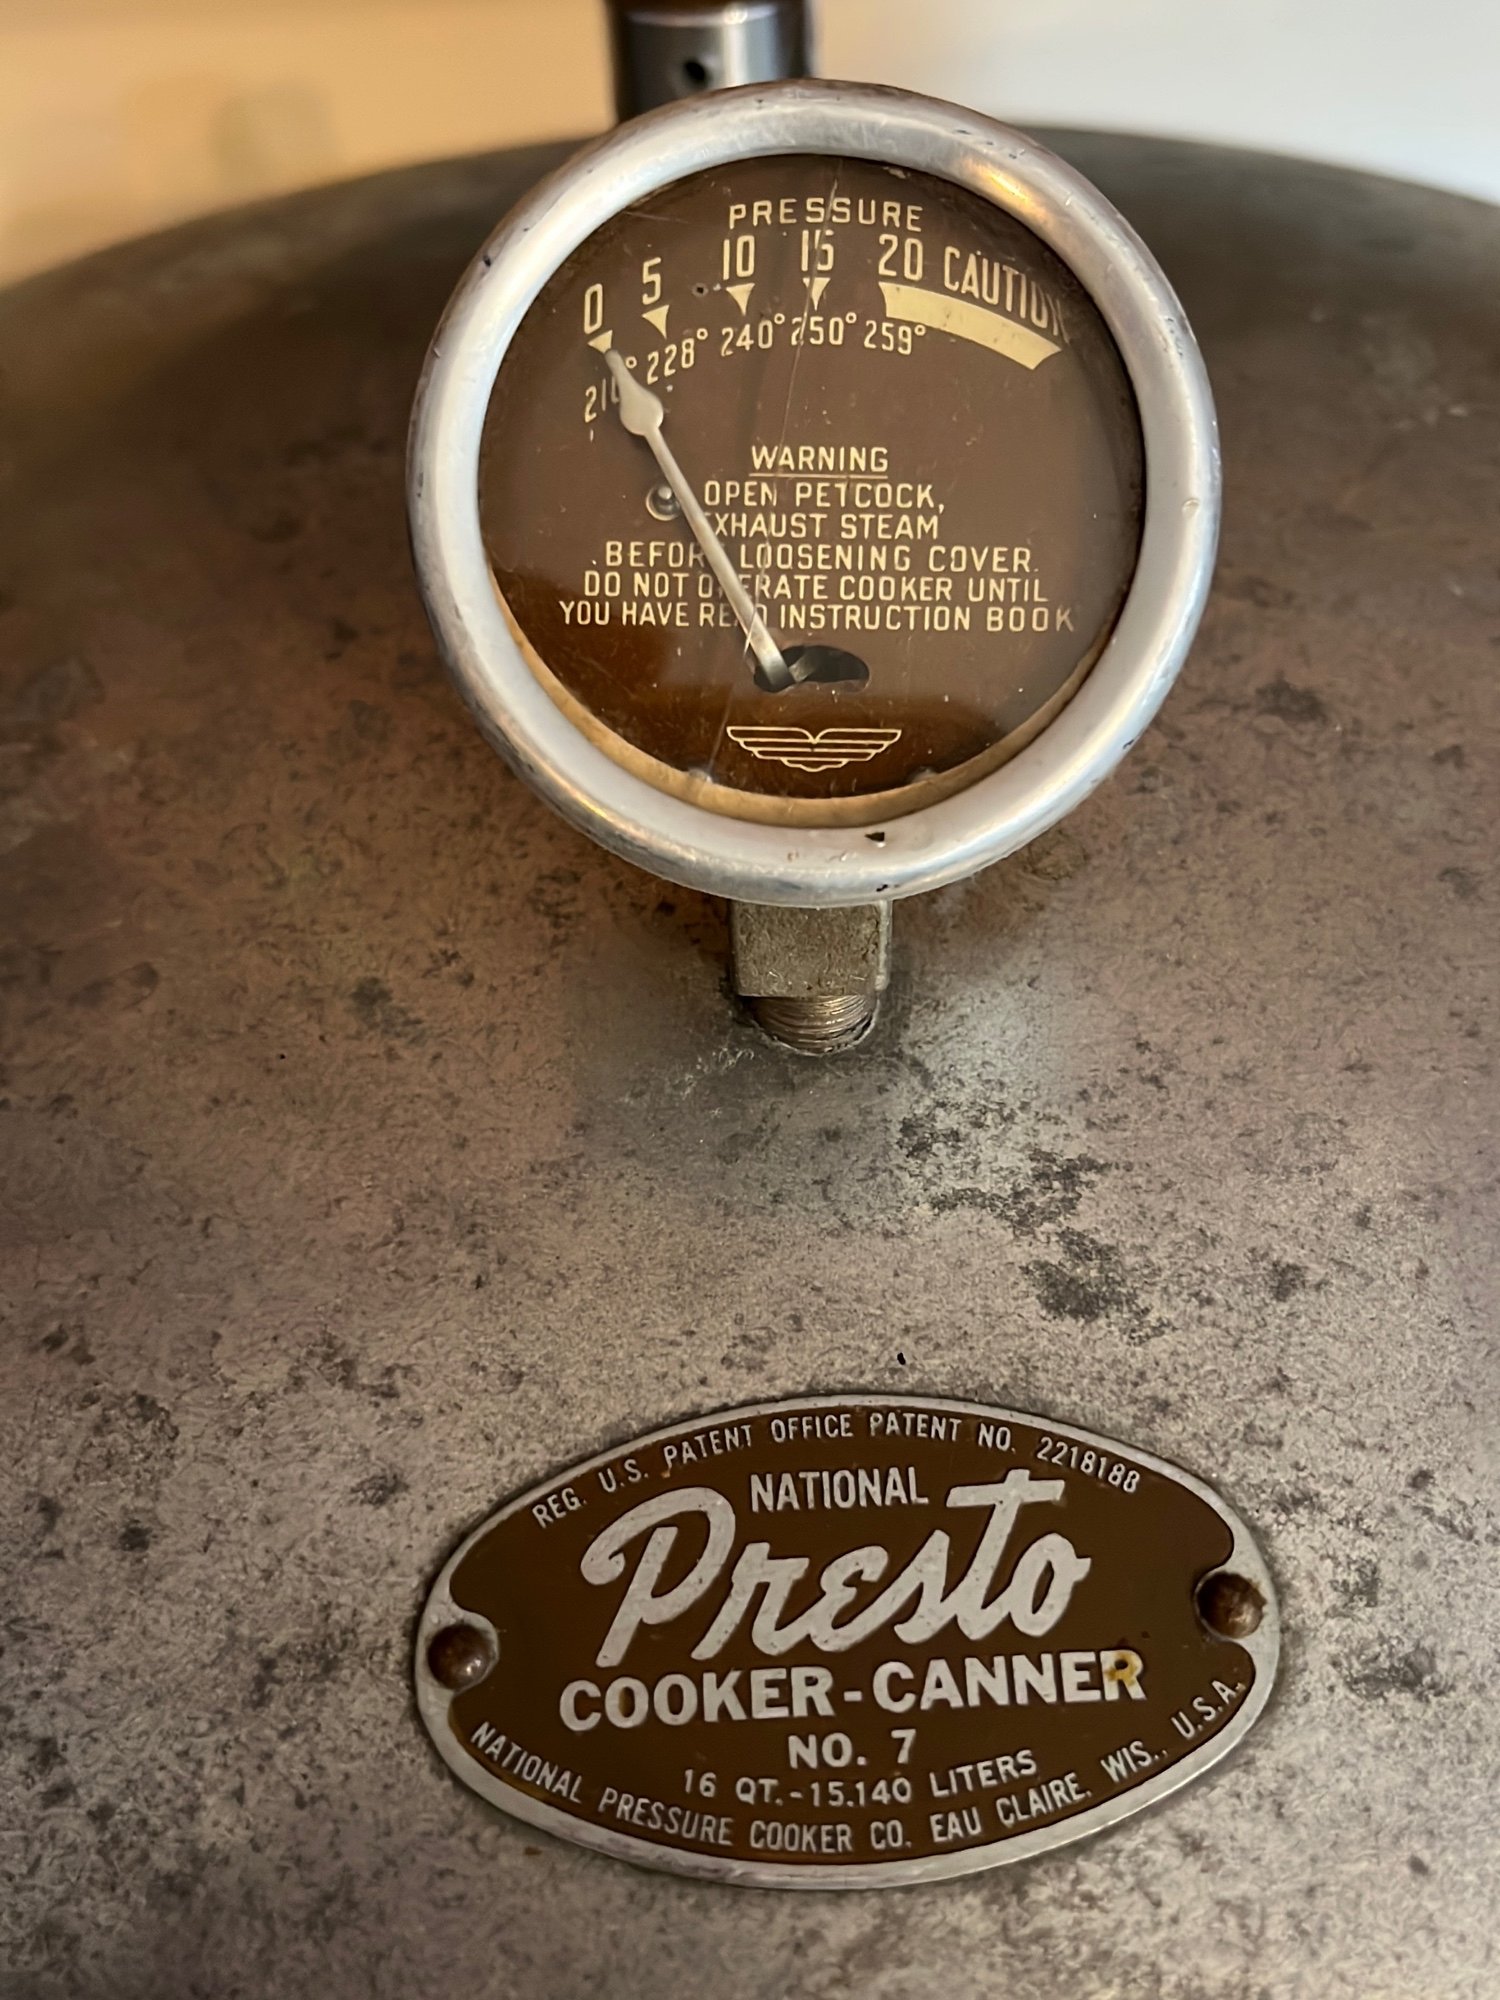 PRESSURE
0 5 10 15 20 CAUTION
228° 240° 250° 259°
WARNING
OPEN PETCOCK,
EXHAUST STEAM
BEFORE LOOSENING COVER.
DO NOT OPERATE COOKER UNTIL
YOU HAVE READ INSTRUCTION BOOK
REG. U.S. PATENT OFFICE PATENT NO. 2218188
NATIONAL
Presto
COOKER-CANNER
NO. 7
16 QT.-15.140 LITERS
NATIONAL PRESSURE COOKER CO. EAU CLAIRE, WIS., U.S.A.